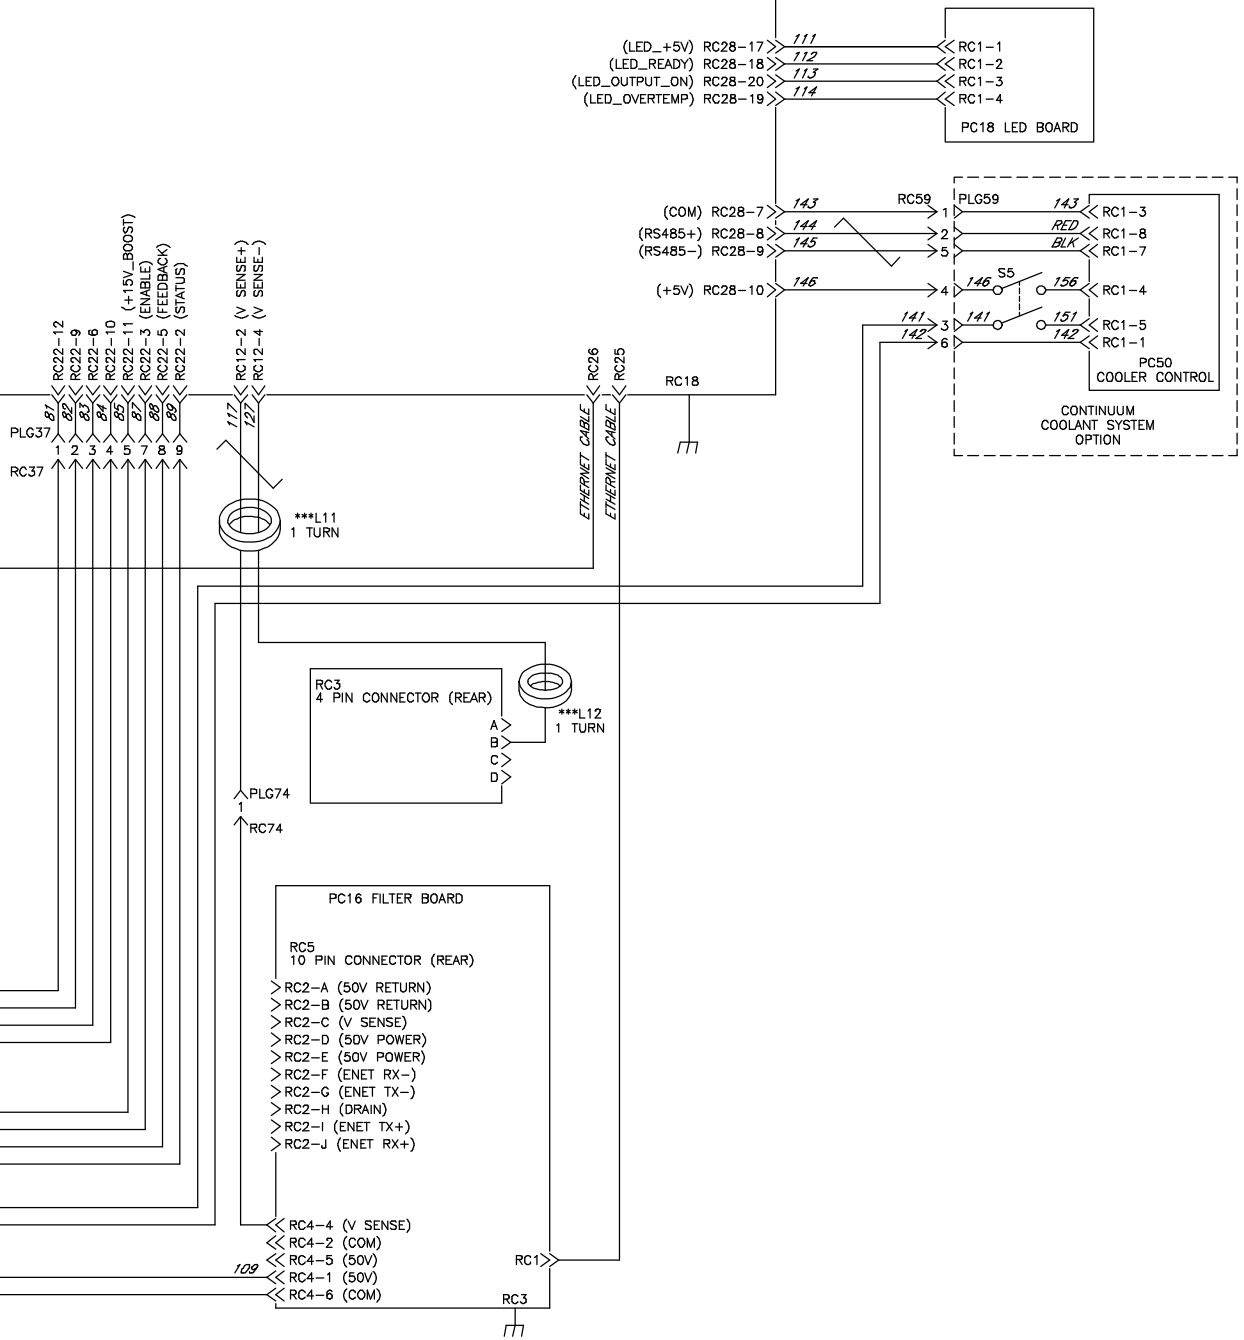 (LED_+5V) RC28-17 111 RC1-1
(LED_READY) RC28-18 112 RC1-2
(LED_OUTPUT_ON) RC28-20 113 RC1-3
(LED_OVERTEMP) RC28-19 114 RC1-4
PC18 LED BOARD
RC59 PLG59
(COM) RC28-7 143 1 143 RC1-3
(RS485+) RC28-8 144 2 RED RC1-8
(RS485-) RC28-9 145 5 BLK RC1-7
S5
(+5V) RC28-10 146 4 146 156 RC1-4
141 3 141 151 RC1-5
142 6 142 RC1-1
PC50
COOLER CONTROL
CONTINUUM
COOLANT SYSTEM
OPTION
RC22-12
RC22-9
RC22-6
RC22-10
RC22-11 (+15V_BOOST)
RC22-3 (ENABLE)
RC22-5 (FEEDBACK)
RC22-2 (STATUS)
RC12-2 (V SENSE+)
RC12-4 (V SENSE-)
RC26
RC25
RC18
81
82
83
84
85
87
88
89
117
127
ETHERNET CABLE
ETHERNET CABLE
PLG37
1 2 3 4 5 7 8 9
RC37
***L11
1 TURN
RC3
4 PIN CONNECTOR (REAR)
A
B
C
D
***L12
1 TURN
PLG74
1
RC74
PC16 FILTER BOARD
RC5
10 PIN CONNECTOR (REAR)
RC2-A (50V RETURN)
RC2-B (50V RETURN)
RC2-C (V SENSE)
RC2-D (50V POWER)
RC2-E (50V POWER)
RC2-F (ENET RX-)
RC2-G (ENET TX-)
RC2-H (DRAIN)
RC2-I (ENET TX+)
RC2-J (ENET RX+)
RC4-4 (V SENSE)
RC4-2 (COM)
RC4-5 (50V)
RC1
109 RC4-1 (50V)
RC4-6 (COM)
RC3